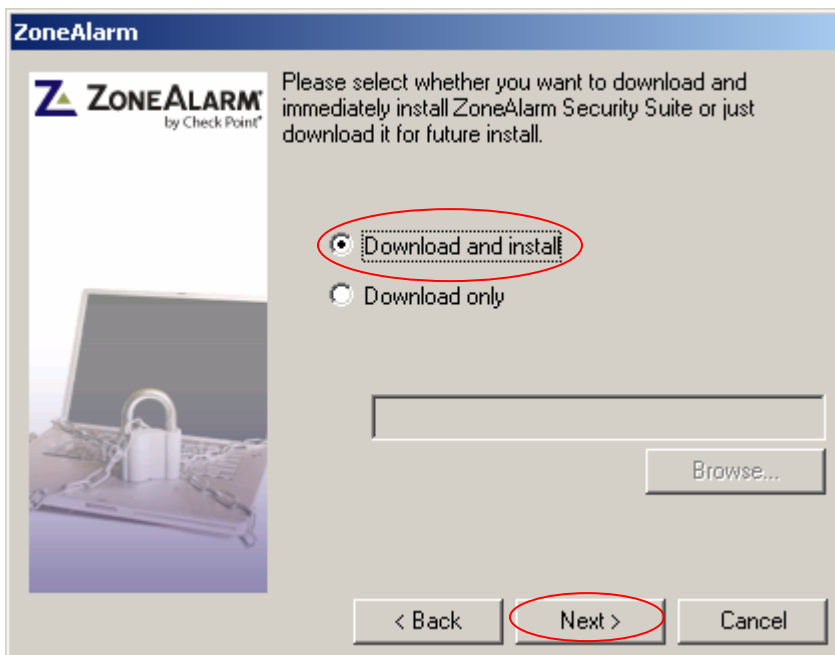 ZoneAlarm
ZONEALARM
by Check Point®
Please select whether you want to download and
immediately install ZoneAlarm Security Suite or just
download it for future install.
Download and install
Download only
Browse...
< Back
Next >
Cancel